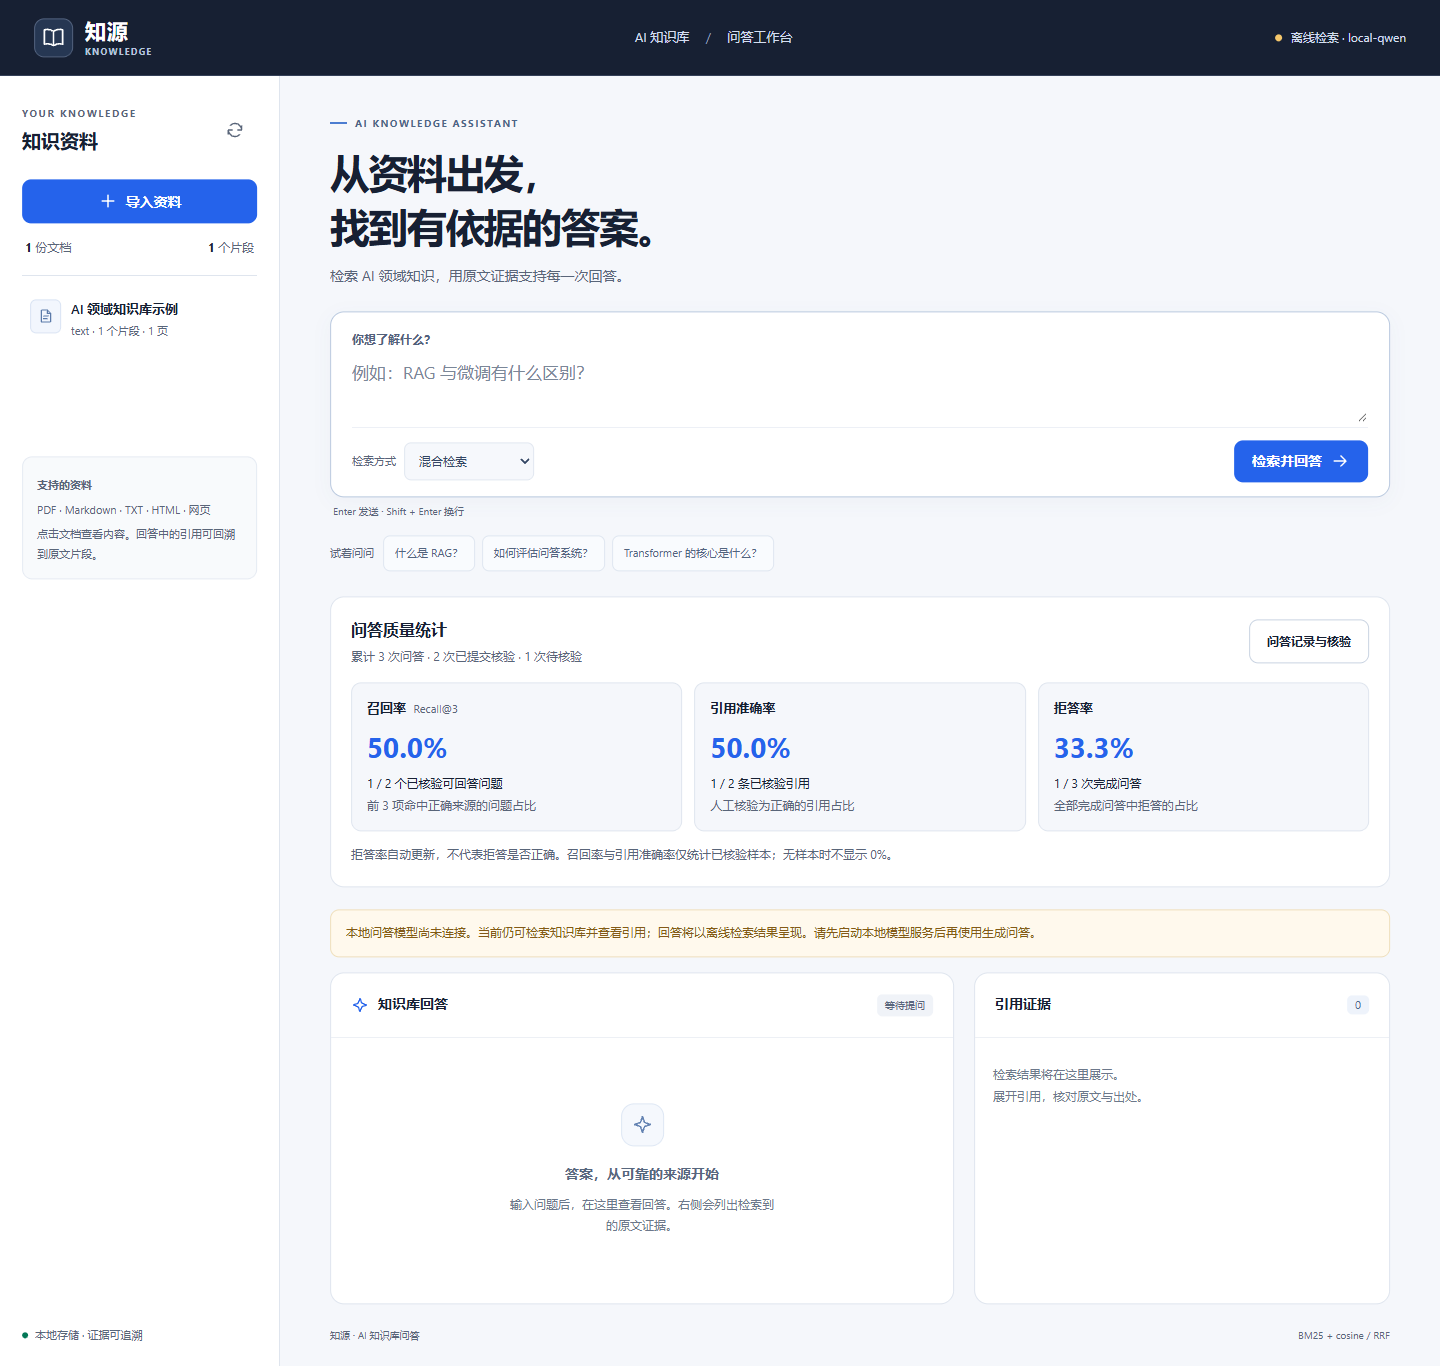 知源
KNOWLEDGE
AI 知识库 / 问答工作台
离线检索 · local-qwen
YOUR KNOWLEDGE
知识资料
导入资料
1 份文档 1 个片段
AI 领域知识库示例
text · 1 个片段 · 1 页
支持的资料
PDF · Markdown · TXT · HTML · 网页
点击文档查看内容。回答中的引用可回溯
到原文片段。
本地存储 · 证据可追溯
AI KNOWLEDGE ASSISTANT
从资料出发，
找到有依据的答案。
检索 AI 领域知识，用原文证据支持每一次回答。
你想了解什么？
例如：RAG 与微调有什么区别？
检索方式 混合检索
检索并回答
Enter 发送 · Shift + Enter 换行
试着问问 什么是 RAG？ 如何评估问答系统？ Transformer 的核心是什么？
问答质量统计
累计 3 次问答 · 2 次已提交核验 · 1 次待核验
问答记录与核验
召回率 Recall@3
50.0%
1 / 2 个已核验可回答问题
前 3 项命中正确来源的问题占比
引用准确率
50.0%
1 / 2 条已核验引用
人工核验为正确的引用占比
拒答率
33.3%
1 / 3 次完成问答
全部完成问答中拒答的占比
拒答率自动更新，不代表拒答是否正确。召回率与引用准确率仅统计已核验样本；无样本时不显示 0%。
本地问答模型尚未连接。当前仍可检索知识库并查看引用；回答将以离线检索结果呈现。请先启动本地模型服务后再使用生成问答。
知识库回答
等待提问
答案，从可靠的来源开始
输入问题后，在这里查看回答。右侧会列出检索到
的原文证据。
引用证据
0
检索结果将在这里展示。
展开引用，核对原文与出处。
知源 · AI 知识库问答
BM25 + cosine / RRF